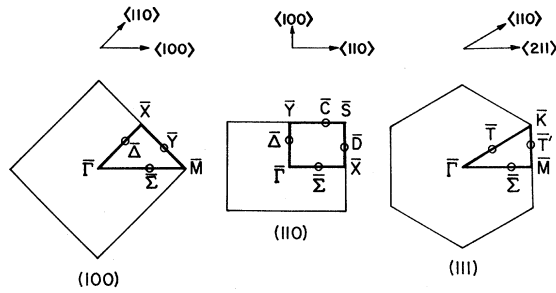 ⟨110⟩
⟨100⟩
X̅
Δ̅
Y̅
Γ̅
Σ̅
M̅
(100)
⟨100⟩
⟨110⟩
Y̅
C̅
S̅
Δ̅
D̅
Γ̅
Σ̅
X̅
(110)
⟨110⟩
⟨211⟩
K̅
T̅
T̅'
Γ̅
Σ̅
M̅
(111)